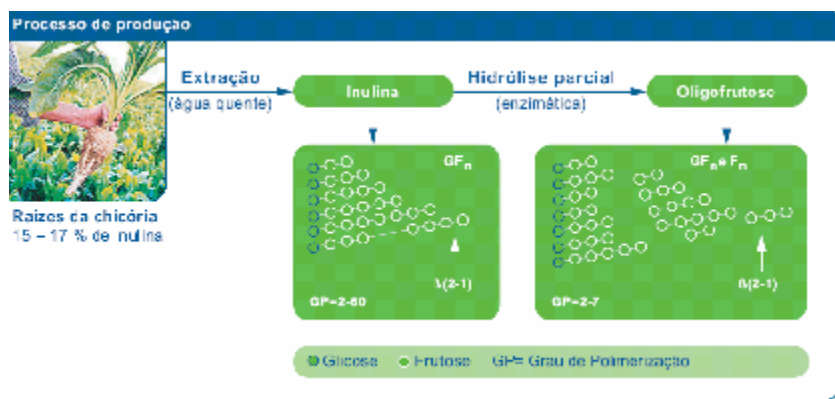 Processo de produção
Extração
(água quente)
Inulina
Hidrólise parcial
(enzimática)
Oligofrutose
GFn
GFn e Fn
Raízes da chicória
15 – 17 % de inulina
β(2-1)
GP=2-60
β(2-1)
GP=2-7
Glicose
Frutose
GP= Grau de Polimerização